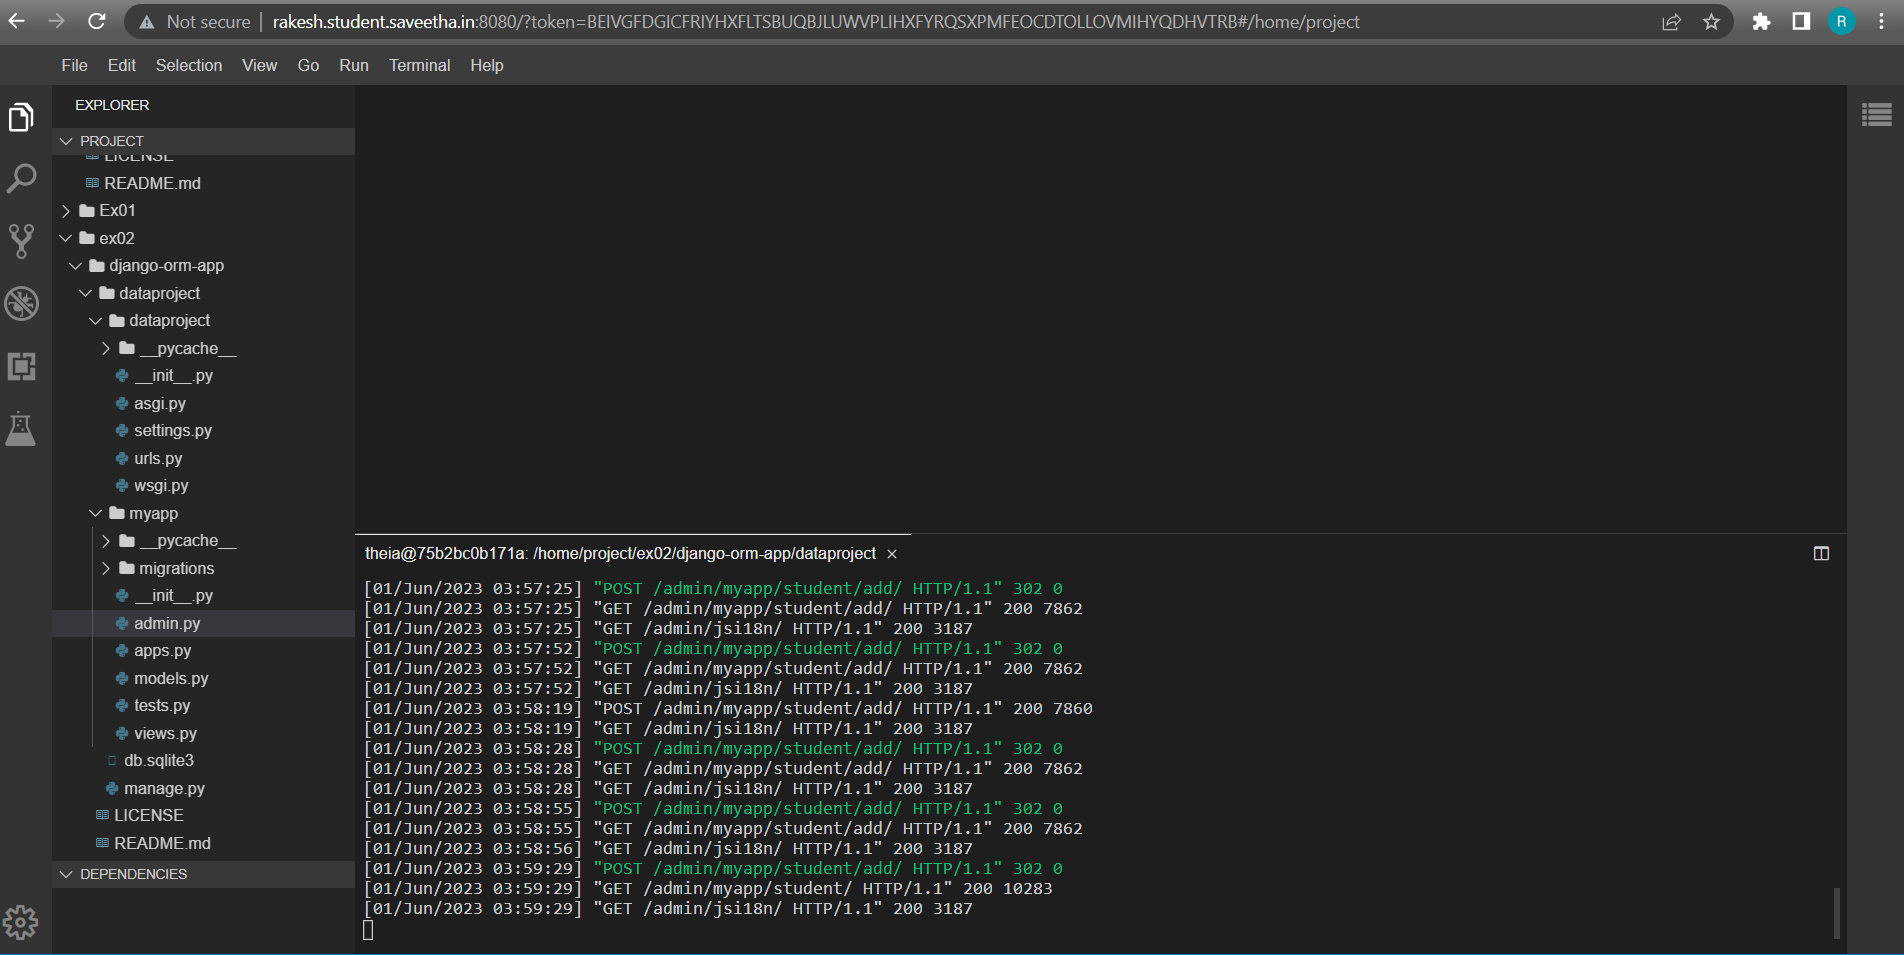 Not secure | rakesh.student.saveetha.in:8080/?token=BEIVGFDGICFRIYHXFLTSBUQBJLUWVPLIHXFYRQSXPMFEOCDTOLLOVMIHYQDHVTRB#/home/project
R
File Edit Selection View Go Run Terminal Help
EXPLORER
PROJECT
LICENSE
README.md
Ex01
ex02
django-orm-app
dataproject
dataproject
__pycache__
__init__.py
asgi.py
settings.py
urls.py
wsgi.py
myapp
__pycache__
migrations
__init__.py
admin.py
apps.py
models.py
tests.py
views.py
db.sqlite3
manage.py
LICENSE
README.md
DEPENDENCIES
theia@75b2bc0b171a: /home/project/ex02/django-orm-app/dataproject
[01/Jun/2023 03:57:25] "POST /admin/myapp/student/add/ HTTP/1.1" 302 0
[01/Jun/2023 03:57:25] "GET /admin/myapp/student/add/ HTTP/1.1" 200 7862
[01/Jun/2023 03:57:25] "GET /admin/jsi18n/ HTTP/1.1" 200 3187
[01/Jun/2023 03:57:52] "POST /admin/myapp/student/add/ HTTP/1.1" 302 0
[01/Jun/2023 03:57:52] "GET /admin/myapp/student/add/ HTTP/1.1" 200 7862
[01/Jun/2023 03:57:52] "GET /admin/jsi18n/ HTTP/1.1" 200 3187
[01/Jun/2023 03:58:19] "POST /admin/myapp/student/add/ HTTP/1.1" 200 7860
[01/Jun/2023 03:58:19] "GET /admin/jsi18n/ HTTP/1.1" 200 3187
[01/Jun/2023 03:58:28] "POST /admin/myapp/student/add/ HTTP/1.1" 302 0
[01/Jun/2023 03:58:28] "GET /admin/myapp/student/add/ HTTP/1.1" 200 7862
[01/Jun/2023 03:58:28] "GET /admin/jsi18n/ HTTP/1.1" 200 3187
[01/Jun/2023 03:58:55] "POST /admin/myapp/student/add/ HTTP/1.1" 302 0
[01/Jun/2023 03:58:55] "GET /admin/myapp/student/add/ HTTP/1.1" 200 7862
[01/Jun/2023 03:58:56] "GET /admin/jsi18n/ HTTP/1.1" 200 3187
[01/Jun/2023 03:59:29] "POST /admin/myapp/student/add/ HTTP/1.1" 302 0
[01/Jun/2023 03:59:29] "GET /admin/myapp/student/ HTTP/1.1" 200 10283
[01/Jun/2023 03:59:29] "GET /admin/jsi18n/ HTTP/1.1" 200 3187